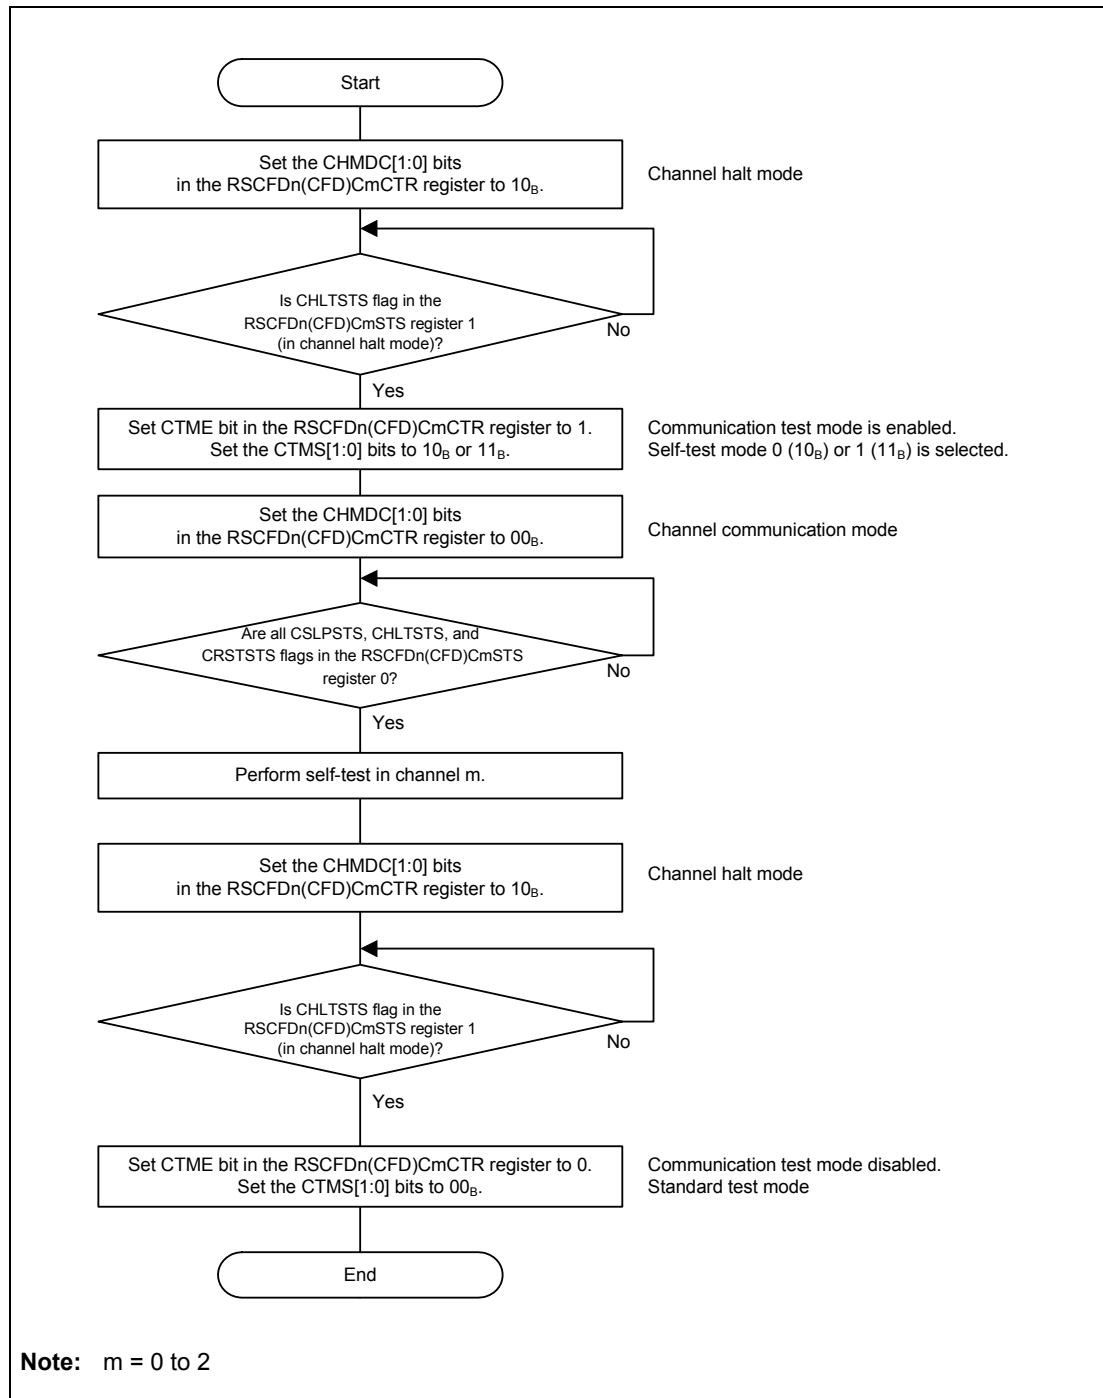 Start
Set the CHMDC[1:0] bits
in the RSCFDn(CFD)CmCTR register to 10B.
Channel halt mode
Is CHLTSTS flag in the
RSCFDn(CFD)CmSTS register 1
(in channel halt mode)?
No
Yes
Set CTME bit in the RSCFDn(CFD)CmCTR register to 1.
Set the CTMS[1:0] bits to 10B or 11B.
Communication test mode is enabled.
Self-test mode 0 (10B) or 1 (11B) is selected.
Set the CHMDC[1:0] bits
in the RSCFDn(CFD)CmCTR register to 00B.
Channel communication mode
Are all CSLPSTS, CHLTSTS, and
CRSTSTS flags in the RSCFDn(CFD)CmSTS
register 0?
No
Yes
Perform self-test in channel m.
Set the CHMDC[1:0] bits
in the RSCFDn(CFD)CmCTR register to 10B.
Channel halt mode
Is CHLTSTS flag in the
RSCFDn(CFD)CmSTS register 1
(in channel halt mode)?
No
Yes
Set CTME bit in the RSCFDn(CFD)CmCTR register to 0.
Set the CTMS[1:0] bits to 00B.
Communication test mode disabled.
Standard test mode
End
Note: m = 0 to 2